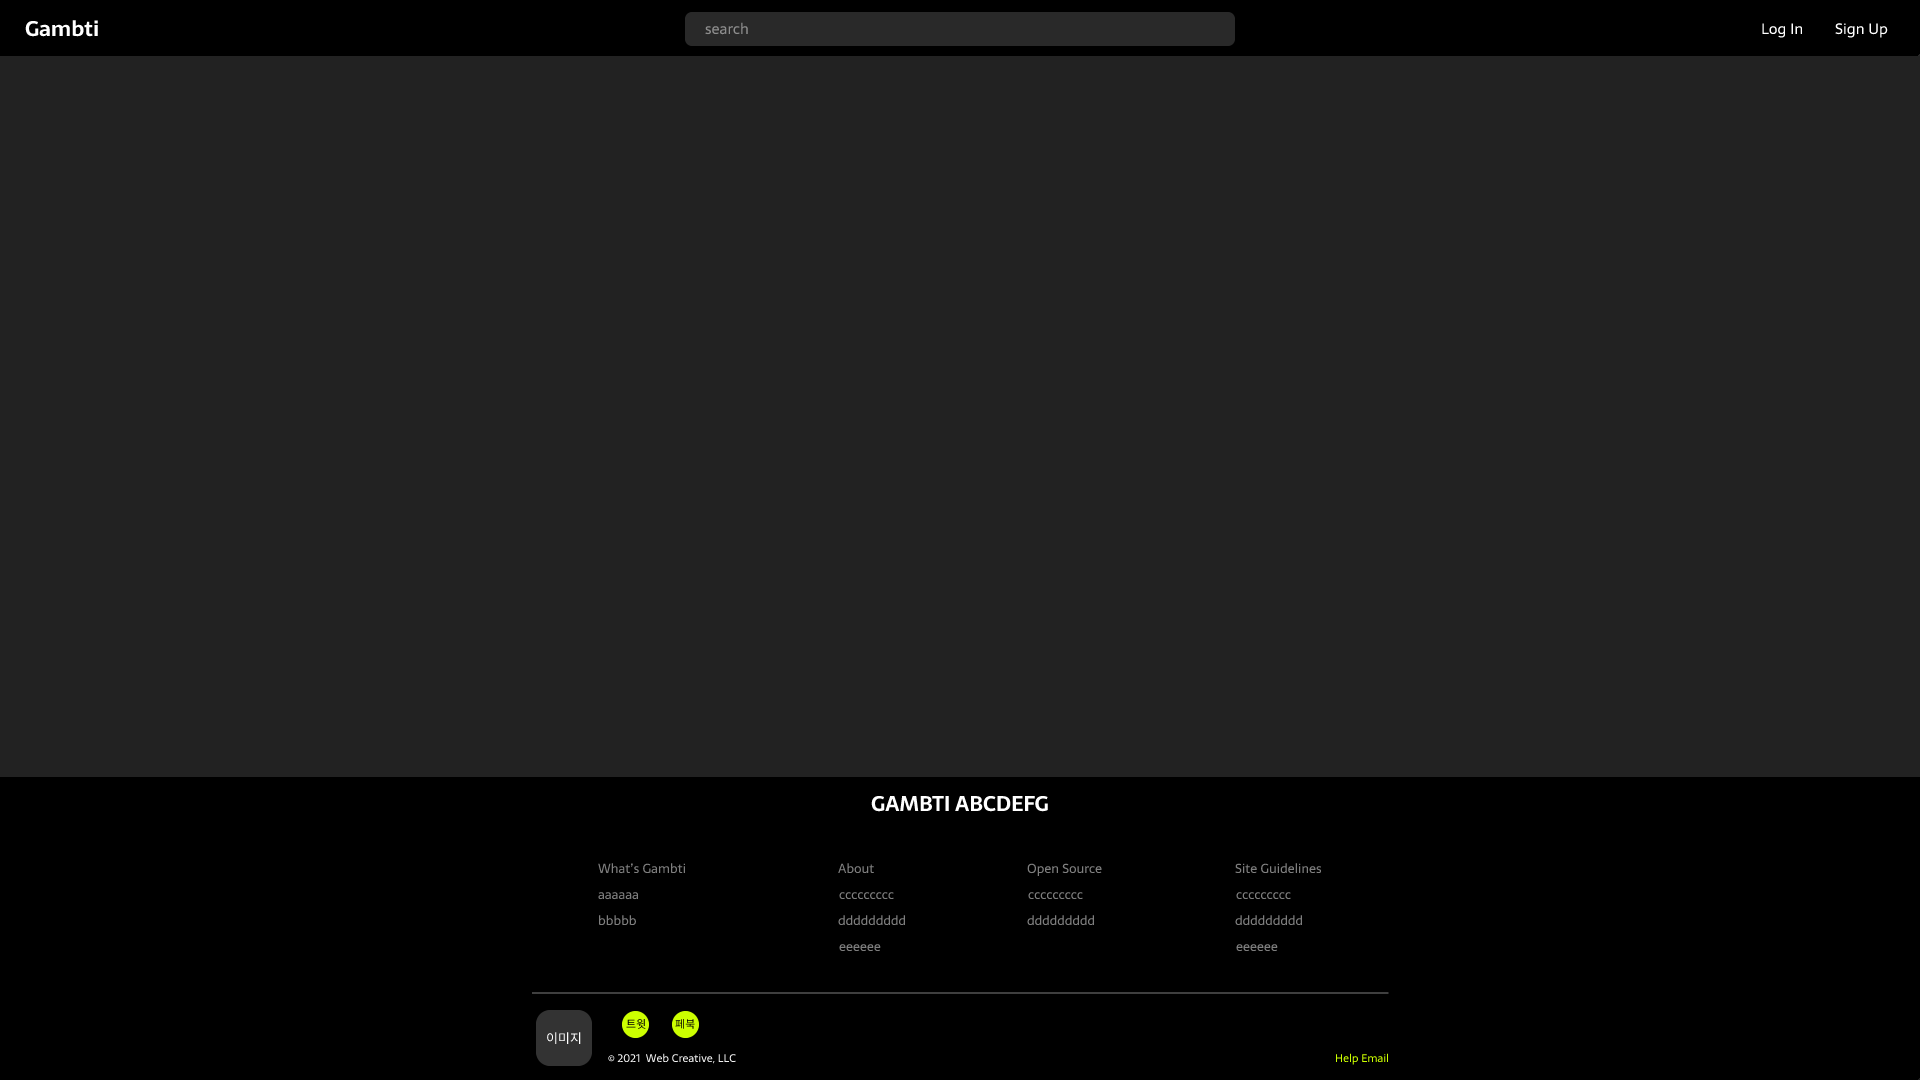 Gambti
search
Log In
Sign Up
GAMBTI ABCDEFG
What's Gambti
aaaaaa
bbbbb
About
ccccccccc
ddddddddd
eeeeee
Open Source
ccccccccc
ddddddddd
Site Guidelines
ccccccccc
ddddddddd
eeeeee
이미지
트윗
페북
© 2021 Web Creative, LLC
Help Email